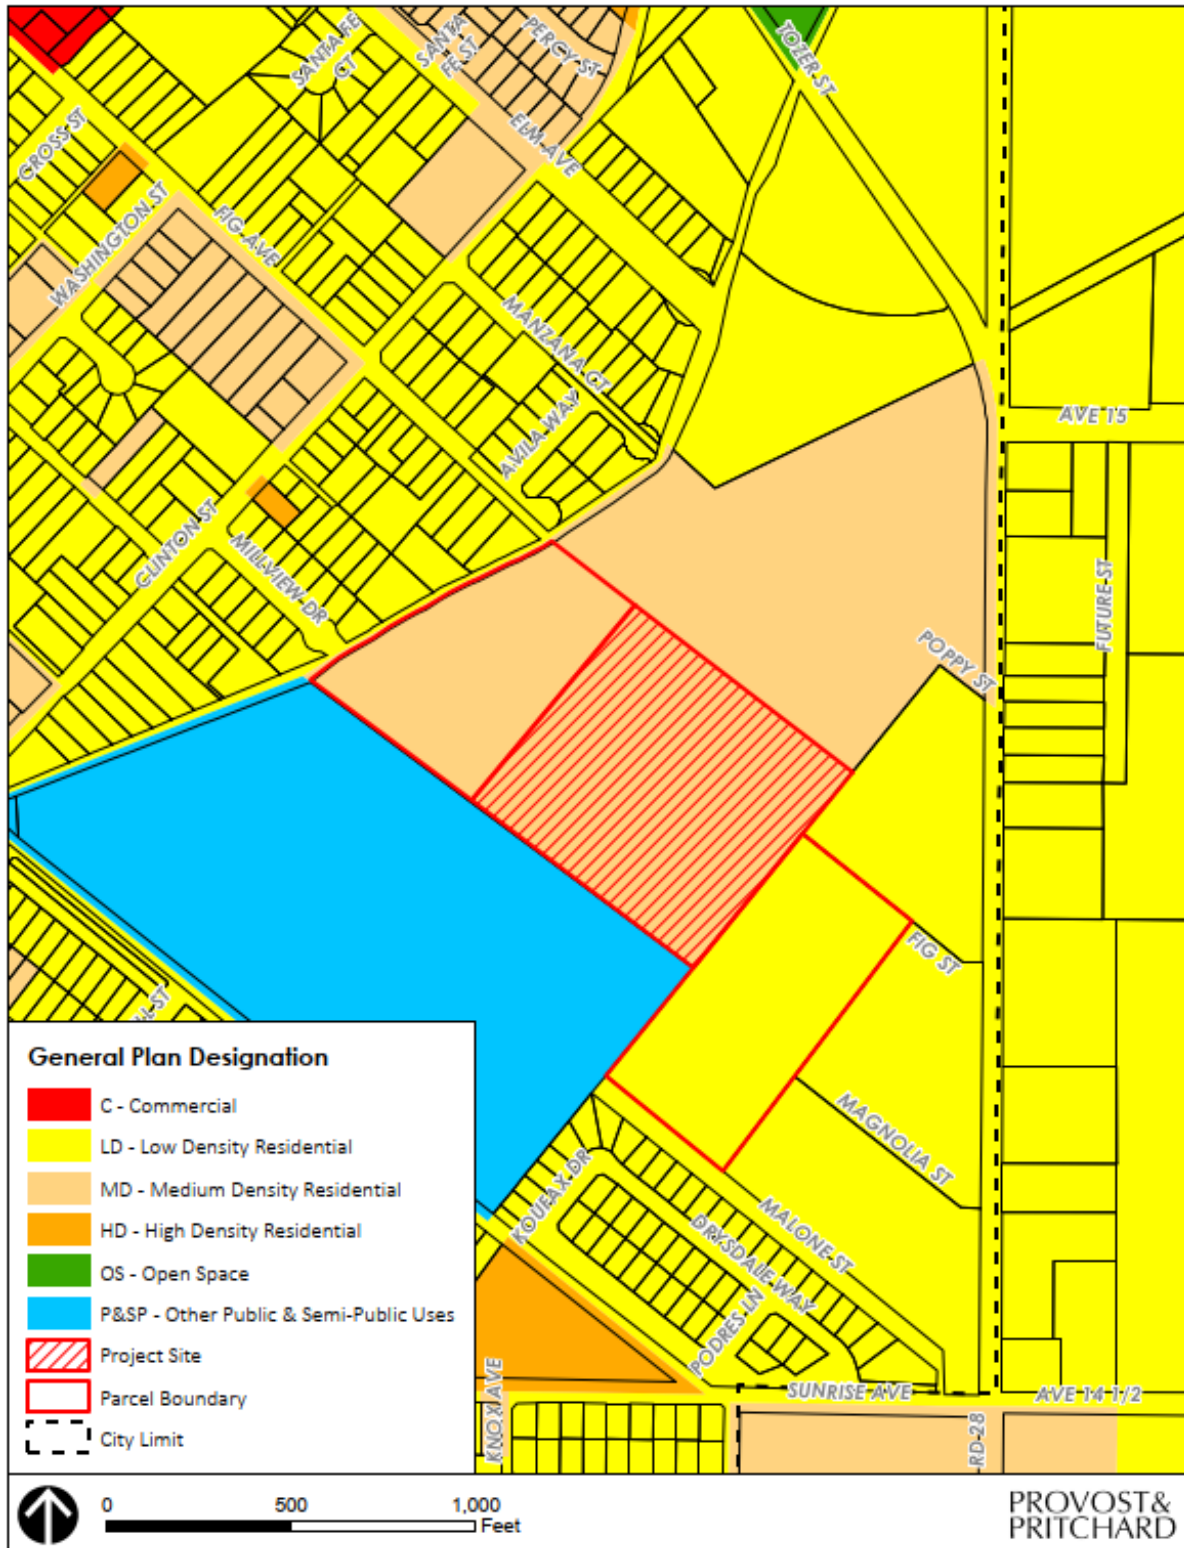 SANTA FE
CT
SANTA
FE ST
PERCY ST
TOZER ST
CROSS ST
ELM AVE
WASHINGTON ST
FIG AVE
MANZANA CT
AVILA WAY
AVE 15
CLINTON ST
MILLVIEW DR
FUTURE ST
POPPY ST
FIG ST
MAGNOLIA ST
KOUFAX DR
MALONE ST
DRYSDALE WAY
PODRES LN
KNOX AVE
SUNRISE AVE
AVE 14 1/2
RD 28
General Plan Designation
C - Commercial
LD - Low Density Residential
MD - Medium Density Residential
HD - High Density Residential
OS - Open Space
P&SP - Other Public & Semi-Public Uses
Project Site
Parcel Boundary
City Limit
0 500 1,000
Feet
PROVOST&
PRITCHARD